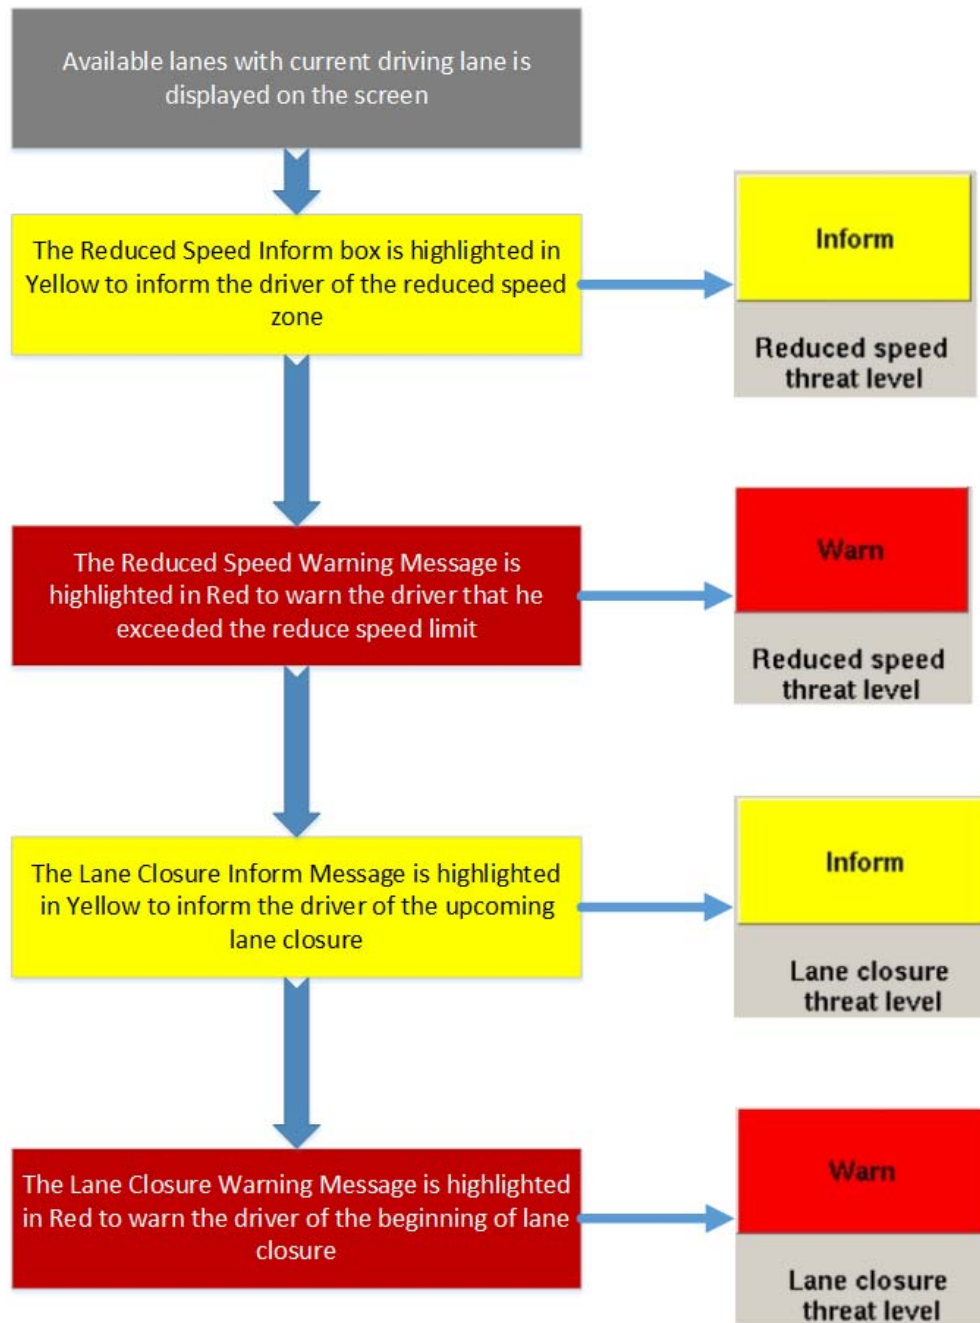 Available lanes with current driving lane is
displayed on the screen
The Reduced Speed Inform box is highlighted in
Yellow to inform the driver of the reduced speed
zone
Inform
Reduced speed
threat level
The Reduced Speed Warning Message is
highlighted in Red to warn the driver that he
exceeded the reduce speed limit
Warn
Reduced speed
threat level
The Lane Closure Inform Message is highlighted
in Yellow to inform the driver of the upcoming
lane closure
Inform
Lane closure
threat level
The Lane Closure Warning Message is highlighted
in Red to warn the driver of the beginning of lane
closure
Warn
Lane closure
threat level